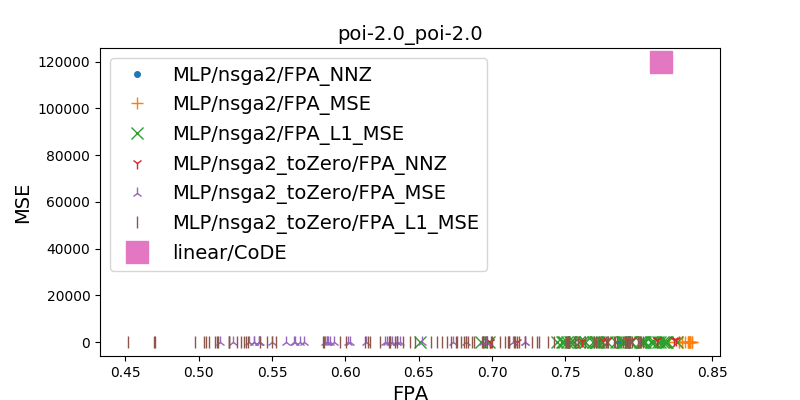 poi-2.0_poi-2.0
120000
100000
80000
60000
40000
20000
0
MSE
MLP/nsga2/FPA_NNZ
MLP/nsga2/FPA_MSE
MLP/nsga2/FPA_L1_MSE
MLP/nsga2_toZero/FPA_NNZ
MLP/nsga2_toZero/FPA_MSE
MLP/nsga2_toZero/FPA_L1_MSE
linear/CoDE
0.45 0.50 0.55 0.60 0.65 0.70 0.75 0.80 0.85
FPA